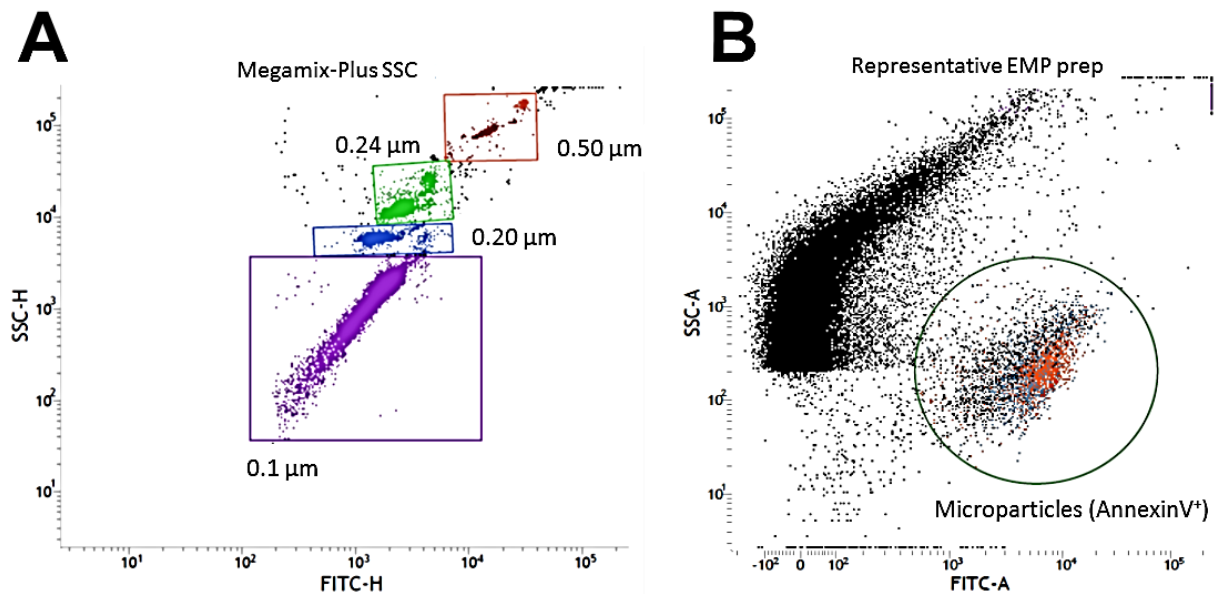 A
Megamix-Plus SSC
0.24 µm
0.50 µm
0.20 µm
0.1 µm
SSC-H
10⁵
10⁴
10³
10²
10¹
10¹
10²
10³
10⁴
10⁵
FITC-H
B
Representative EMP prep
SSC-A
10⁵
10⁴
10³
10²
10¹
Microparticles (AnnexinV⁺)
-10²
0
10²
10³
10⁴
10⁵
FITC-A